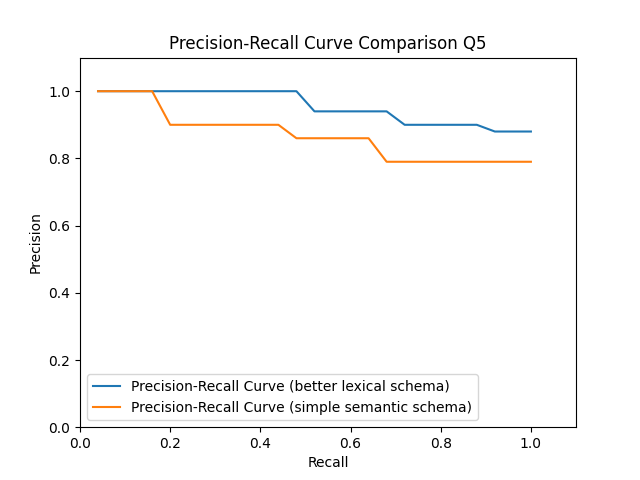 Precision-Recall Curve Comparison Q5
1.0
0.8
0.6
0.4
0.2
0.0
Precision
Precision-Recall Curve (better lexical schema)
Precision-Recall Curve (simple semantic schema)
0.0 0.2 0.4 0.6 0.8 1.0
Recall